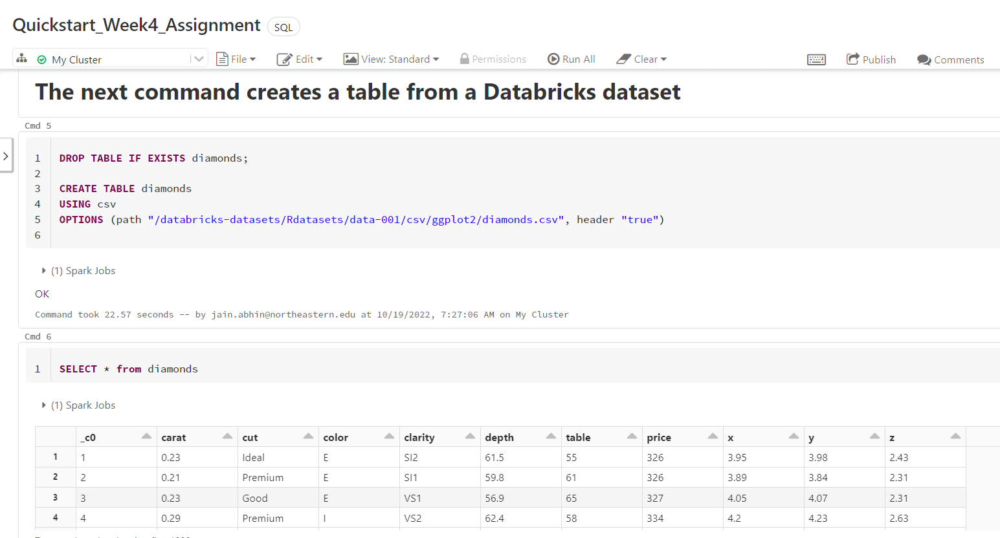 Quickstart_Week4_Assignment SQL
My Cluster File Edit View: Standard Permissions Run All Clear Publish Comments
The next command creates a table from a Databricks dataset
Cmd 5
1 DROP TABLE IF EXISTS diamonds;
2
3 CREATE TABLE diamonds
4 USING csv
5 OPTIONS (path "/databricks-datasets/Rdatasets/data-001/csv/ggplot2/diamonds.csv", header "true")
6
(1) Spark Jobs
OK
Command took 22.57 seconds -- by jain.abhin@northeastern.edu at 10/19/2022, 7:27:06 AM on My Cluster
Cmd 6
1 SELECT * from diamonds
(1) Spark Jobs
_c0 carat cut color clarity depth table price x y z
1 1 0.23 Ideal E SI2 61.5 55 326 3.95 3.98 2.43
2 2 0.21 Premium E SI1 59.8 61 326 3.89 3.84 2.31
3 3 0.23 Good E VS1 56.9 65 327 4.05 4.07 2.31
4 4 0.29 Premium I VS2 62.4 58 334 4.2 4.23 2.63